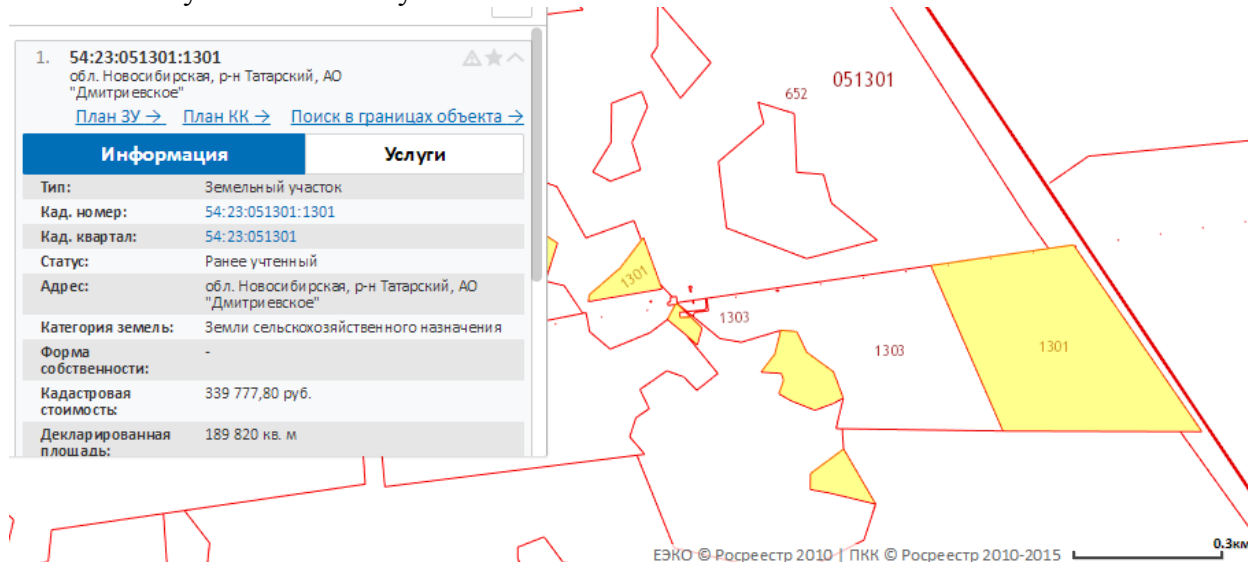 1. 54:23:051301:1301
обл. Новосибирская, р-н Татарский, АО
"Дмитриевское"
План ЗУ → План КК → Поиск в границах объекта →
Информация Услуги
Тип: Земельный участок
Кад. номер: 54:23:051301:1301
Кад. квартал: 54:23:051301
Статус: Ранее учтенный
Адрес: обл. Новосибирская, р-н Татарский, АО
"Дмитриевское"
Категория земель: Земли сельскохозяйственного назначения
Форма -
собственности:
Кадастровая 339 777,80 руб.
стоимость:
Декларированная 189 820 кв. м
площадь:
051301
652
1301
1303
1303
1301
ЕЭКО © Росреестр 2010 | ПКК © Росреестр 2010-2015
0.3км